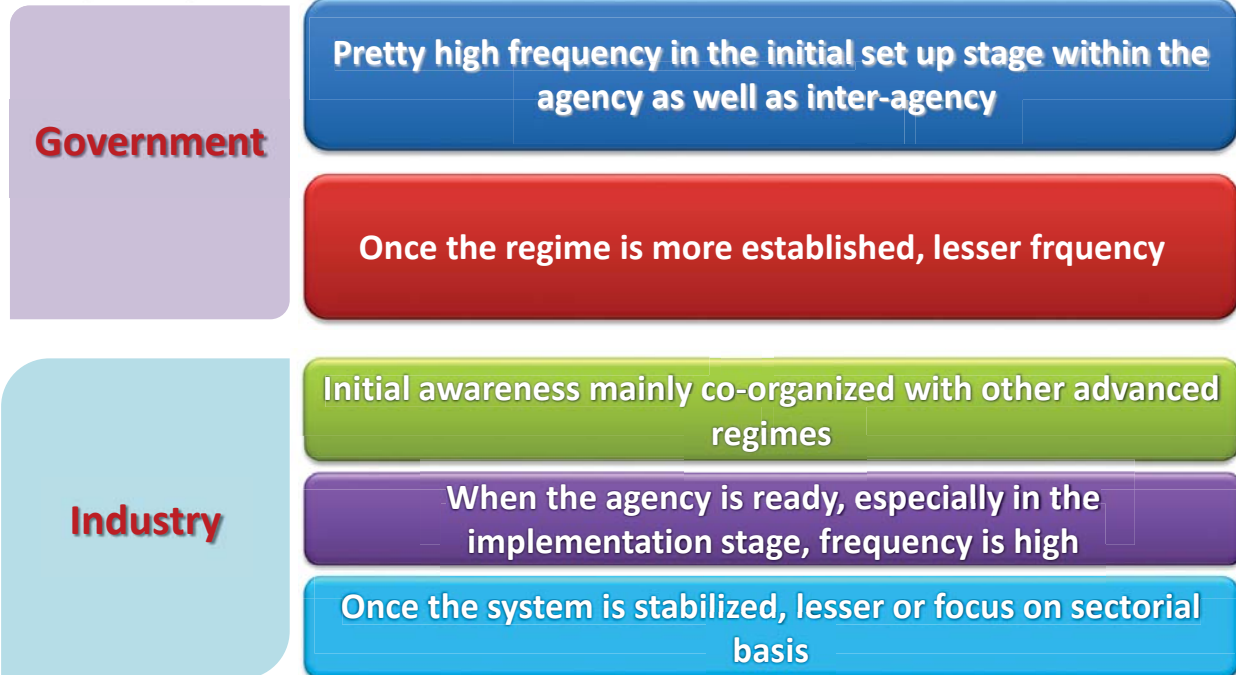 Government
Pretty high frequency in the initial set up stage within the
agency as well as inter-agency
Once the regime is more established, lesser frquency
Industry
Initial awareness mainly co-organized with other advanced
regimes
When the agency is ready, especially in the
implementation stage, frequency is high
Once the system is stabilized, lesser or focus on sectorial
basis